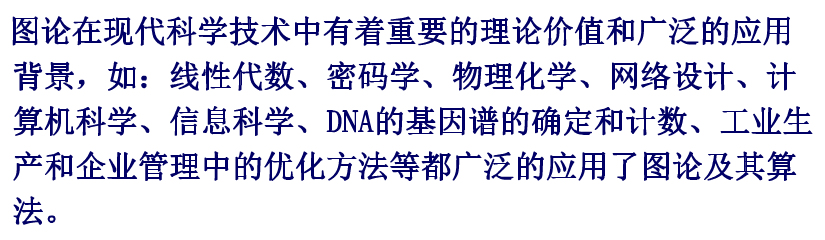 图论在现代科学技术中有着重要的理论价值和广泛的应用
背景，如：线性代数、密码学、物理化学、网络设计、计
算机科学、信息科学、DNA的基因谱的确定和计数、工业生
产和企业管理中的优化方法等都广泛的应用了图论及其算
法。